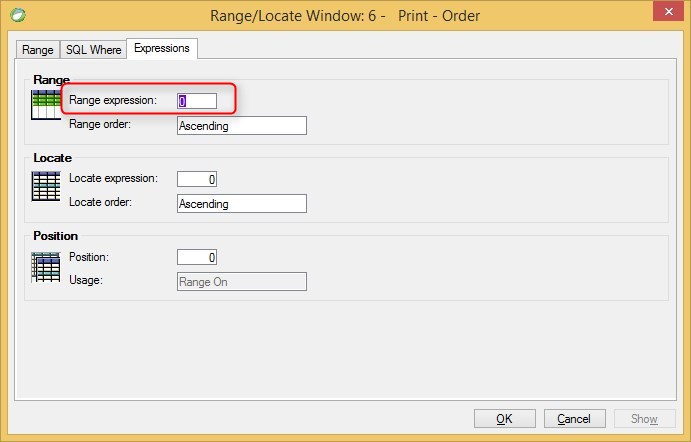 Range/Locate Window: 6 -   Print - Order
Range SQL Where Expressions
Range
Range expression: 0
Range order: Ascending
Locate
Locate expression: 0
Locate order: Ascending
Position
Position: 0
Usage: Range On
OK Cancel Show